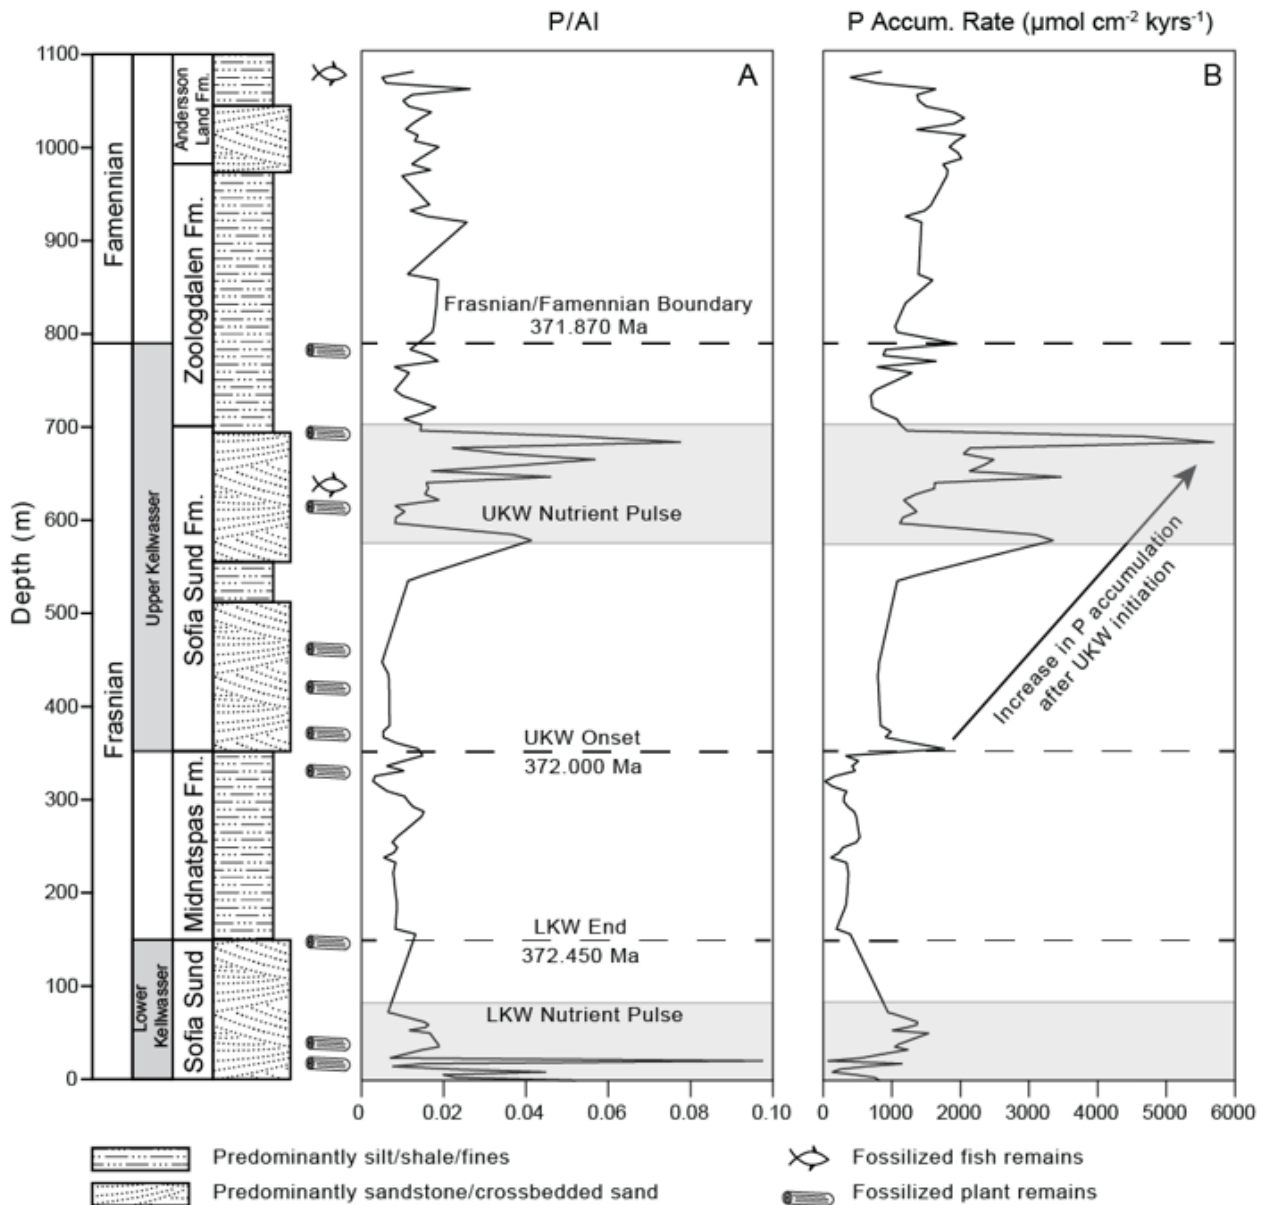 P/Al
P Accum. Rate (µmol cm-2 kyrs-1)
A
B
Depth (m)
1100
1000
900
800
700
600
500
400
300
200
100
0
Famennian
Frasnian
Upper Kellwasser
Lower
Kellwasser
Andersson
Land Fm.
Zoologdalen Fm.
Sofia Sund Fm.
Midnatspas Fm.
Sofia Sund
Frasnian/Famennian Boundary
371.870 Ma
UKW Nutrient Pulse
UKW Onset
372.000 Ma
LKW End
372.450 Ma
LKW Nutrient Pulse
Increase in P accumulation
after UKW initiation
0
0.02
0.04
0.06
0.08
0.10
0
1000
2000
3000
4000
5000
6000
Predominantly silt/shale/fines
Predominantly sandstone/crossbedded sand
Fossilized fish remains
Fossilized plant remains